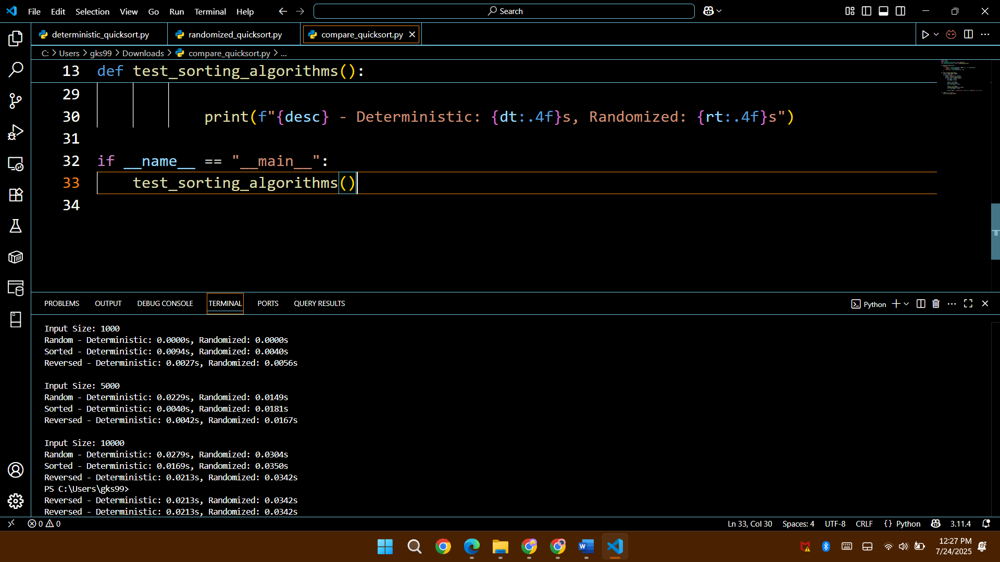 File Edit Selection View Go Run Terminal Help
Search
deterministic_quicksort.py randomized_quicksort.py compare_quicksort.py
C: > Users > gks99 > Downloads > compare_quicksort.py > ...
13 def test_sorting_algorithms():
29
30 print(f"{desc} - Deterministic: {dt:.4f}s, Randomized: {rt:.4f}s")
31
32 if __name__ == "__main__":
33 test_sorting_algorithms()
34
PROBLEMS OUTPUT DEBUG CONSOLE TERMINAL PORTS QUERY RESULTS
Python
Input Size: 1000
Random - Deterministic: 0.0000s, Randomized: 0.0000s
Sorted - Deterministic: 0.0094s, Randomized: 0.0040s
Reversed - Deterministic: 0.0027s, Randomized: 0.0056s
Input Size: 5000
Random - Deterministic: 0.0229s, Randomized: 0.0149s
Sorted - Deterministic: 0.0040s, Randomized: 0.0181s
Reversed - Deterministic: 0.0042s, Randomized: 0.0167s
Input Size: 10000
Random - Deterministic: 0.0279s, Randomized: 0.0304s
Sorted - Deterministic: 0.0169s, Randomized: 0.0350s
Reversed - Deterministic: 0.0213s, Randomized: 0.0342s
PS C:\Users\gks99>
Reversed - Deterministic: 0.0213s, Randomized: 0.0342s
Reversed - Deterministic: 0.0213s, Randomized: 0.0342s
0 0
Ln 33, Col 30 Spaces: 4 UTF-8 CRLF {} Python 3.11.4
12:27 PM
7/24/2025